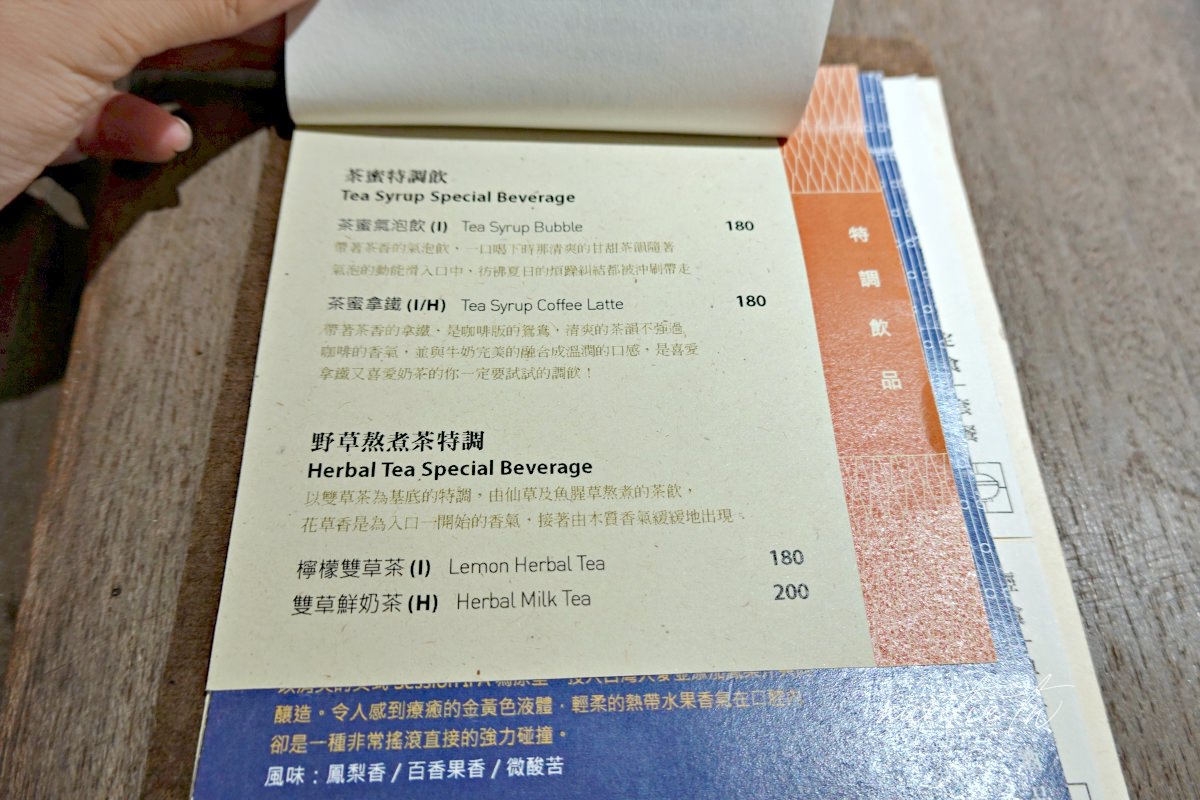 茶蜜特調飲
Tea Syrup Special Beverage
茶蜜氣泡飲 (I) Tea Syrup Bubble 180
帶著茶香的氣泡飲、一口喝下時那清爽的甘甜茶韻隨著
氣泡的動能滑入口中，彷彿夏日的煩躁糾結都被沖刷帶走
茶蜜拿鐵 (I/H) Tea Syrup Coffee Latte 180
帶著茶香的拿鐵、是咖啡版的鴛鴦，清爽的茶韻不強過
咖啡的香氣，並與牛奶完美的融合成溫潤的口感，是喜愛
拿鐵又喜愛奶茶的你一定要試試的調飲！
野草熬煮茶特調
Herbal Tea Special Beverage
以雙草茶為基底的特調，由仙草及魚腥草熬煮的茶飲，
花草香是為入口一開始的香氣，接著由木質香氣緩緩地出現。
檸檬雙草茶 (I) Lemon Herbal Tea 180
雙草鮮奶茶 (H) Herbal Milk Tea 200
特調飲品
Session IPA
釀造。令人感到療癒的金黃色液體．輕柔的熱帶水果香氣在口腔內
卻是一種非常搖滾直接的強力碰撞。
風味：鳳梨香 / 百香果香 / 微酸苦